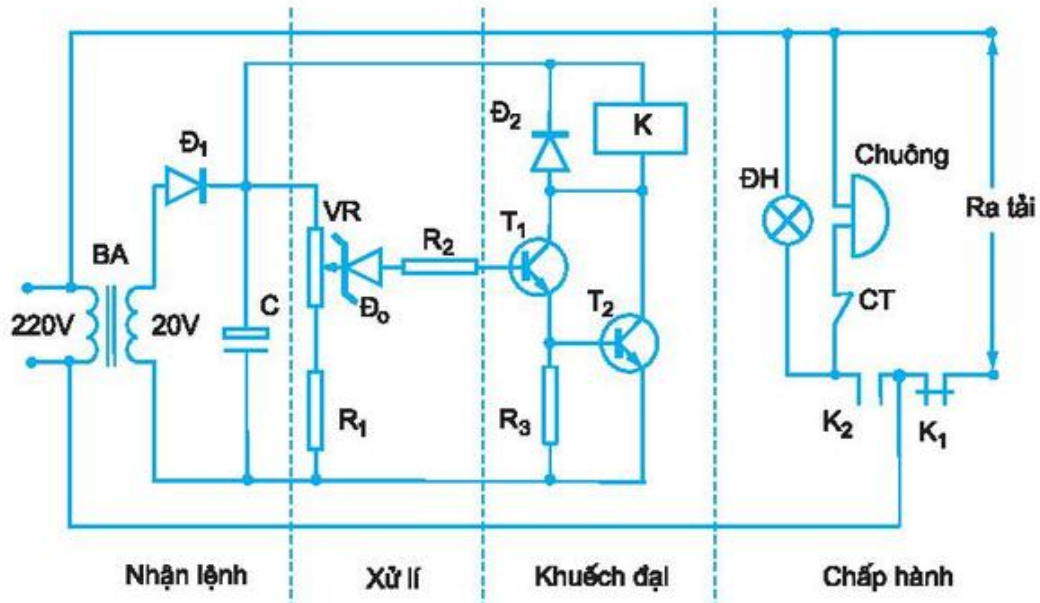 Đ₁
BA
220V
20V
C
VR
Đₒ
R₁
R₂
Đ₂
K
T₁
T₂
R₃
ĐH
Chuông
CT
K₂
K₁
Ra tải
Nhận lệnh
Xử lí
Khuếch đại
Chấp hành